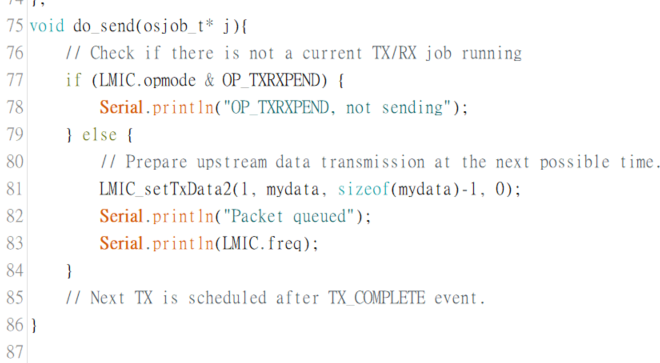 74 };
75 void do_send(osjob_t* j){
76 // Check if there is not a current TX/RX job running
77 if (LMIC.opmode & OP_TXRXPEND) {
78 Serial.println("OP_TXRXPEND, not sending");
79 } else {
80 // Prepare upstream data transmission at the next possible time.
81 LMIC_setTxData2(1, mydata, sizeof(mydata)-1, 0);
82 Serial.println("Packet queued");
83 Serial.println(LMIC.freq);
84 }
85 // Next TX is scheduled after TX_COMPLETE event.
86 }
87